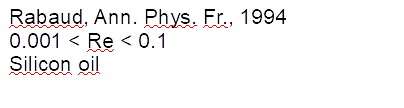 Rabaud, Ann. Phys. Fr., 1994
0.001 < Re < 0.1
Silicon oil